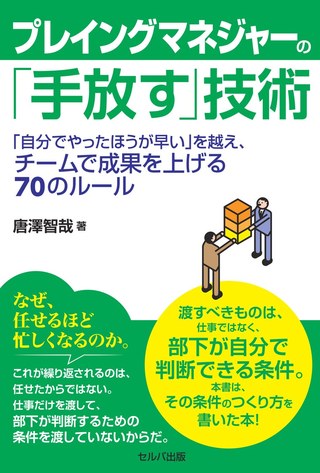 プレイングマネジャーの
「手放す」技術
「自分でやったほうが早い」を越え、
チームで成果を上げる
70のルール
唐澤智哉 著
なぜ、
任せるほど
忙しくなるのか。
これが繰り返されるのは、
任せたからではない。
仕事だけを渡して、
部下が判断するための
条件を渡していないからだ。
渡すべきものは、
仕事ではなく、
部下が自分で
判断できる条件。
本書は、
その条件のつくり方を
書いた本!
セルバ出版